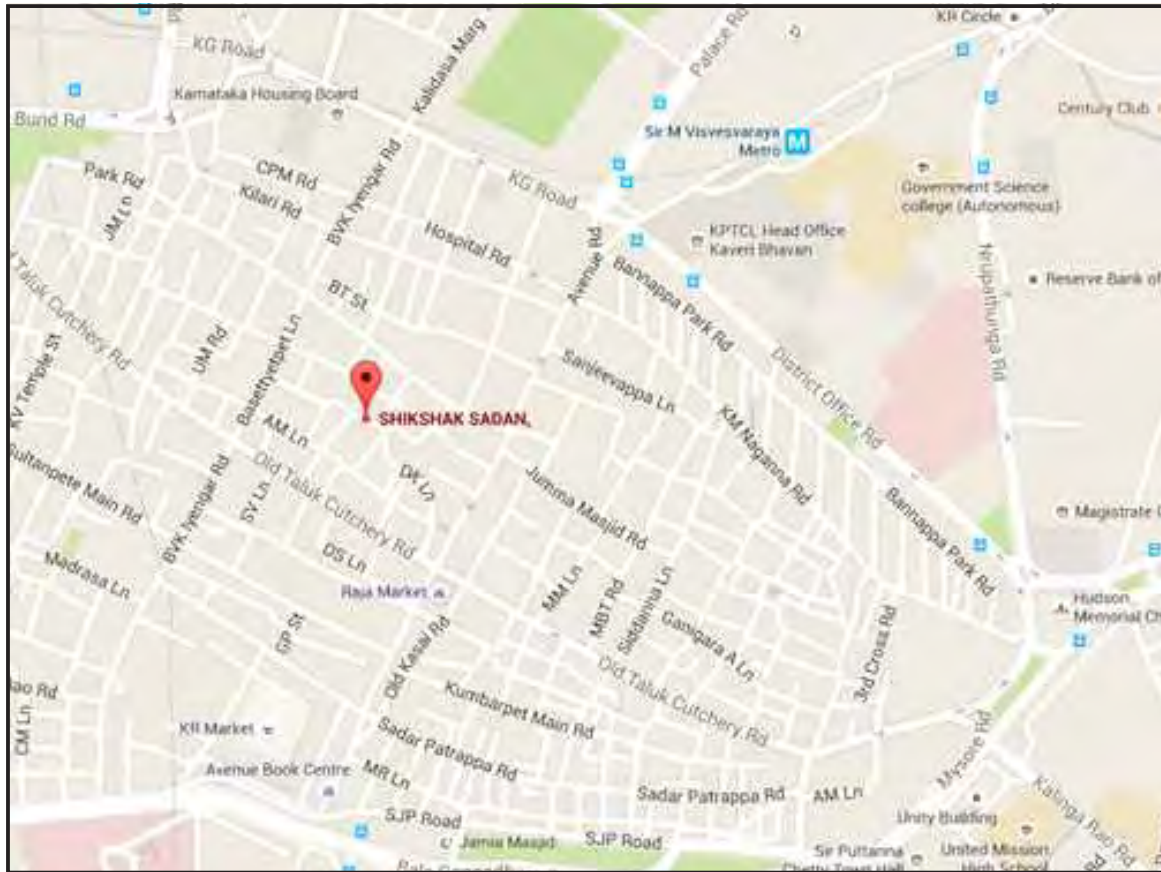 KR Circle
KG Road
Kalidasa Marg
Palace Rd
Karnataka Housing Board
Century Club
Bund Rd
Sir M Visvesvaraya
Metro
M
CPM Rd
Park Rd
Kilari Rd
BVK Iyengar Rd
KG Road
Government Science
college (Autonomous)
JM Ln
Hospital Rd
KPTCL Head Office
Kaveri Bhavan
Avenue Rd
Bannappa Park Rd
Nrupathunga Rd
Reserve Bank of
Taluk Cutchery Rd
BT St
UM Rd
Basettyetpet Ln
KV Temple St
Sanjeevappa Ln
District Office Rd
SHIKSHAK SADAN,
AM Ln
KM Naganna Rd
Sultanpete Main Rd
Old Taluk Cutchery Rd
DK Ln
Jumma Masjid Rd
BVK Iyengar Rd
SV Ln
Bannappa Park Rd
Magistrate
DS Ln
Madrasa Ln
Raja Market
MM Ln
MBT Rd
Siddanna Ln
Hudson
Memorial Ch
GP St
Ganigara A Ln
3rd Cross Rd
Old Kasai Rd
Old Taluk Cutchery Rd
Rao Rd
CM Ln
Kumbarpet Main Rd
KR Market
Sadar Patrappa Rd
Mysore Rd
Avenue Book Centre
MR Ln
Sadar Patrappa Rd
AM Ln
Kalinga Rao Rd
SJP Road
Unity Building
Jamia Masjid
SJP Road
Sir Puttanna
Chetty Town Hall
United Mission
High School